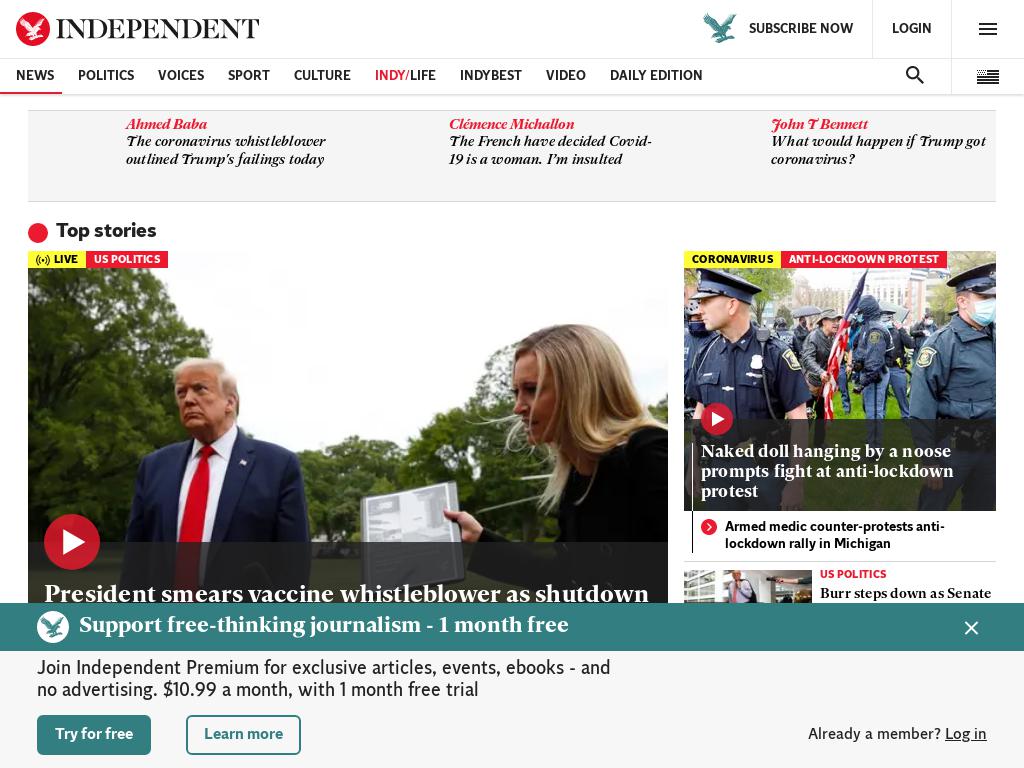 INDEPENDENT
SUBSCRIBE NOW
LOGIN
NEWS
POLITICS
VOICES
SPORT
CULTURE
INDY/LIFE
INDYBEST
VIDEO
DAILY EDITION
Ahmed Baba
The coronavirus whistleblower
outlined Trump's failings today
Clémence Michallon
The French have decided Covid-
19 is a woman. I'm insulted
John T Bennett
What would happen if Trump got
coronavirus?
Top stories
LIVE
US POLITICS
President smears vaccine whistleblower as shutdown
CORONAVIRUS
ANTI-LOCKDOWN PROTEST
Naked doll hanging by a noose
prompts fight at anti-lockdown
protest
Armed medic counter-protests anti-
lockdown rally in Michigan
US POLITICS
Burr steps down as Senate
Support free-thinking journalism - 1 month free
Join Independent Premium for exclusive articles, events, ebooks - and
no advertising. $10.99 a month, with 1 month free trial
Try for free
Learn more
Already a member? Log in